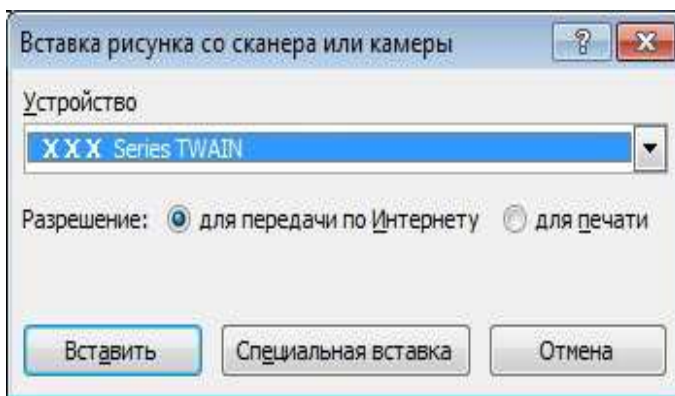 Вставка рисунка со сканера или камеры
Устройство
XXX Series TWAIN
Разрешение: для передачи по Интернету для печати
Вставить Специальная вставка Отмена